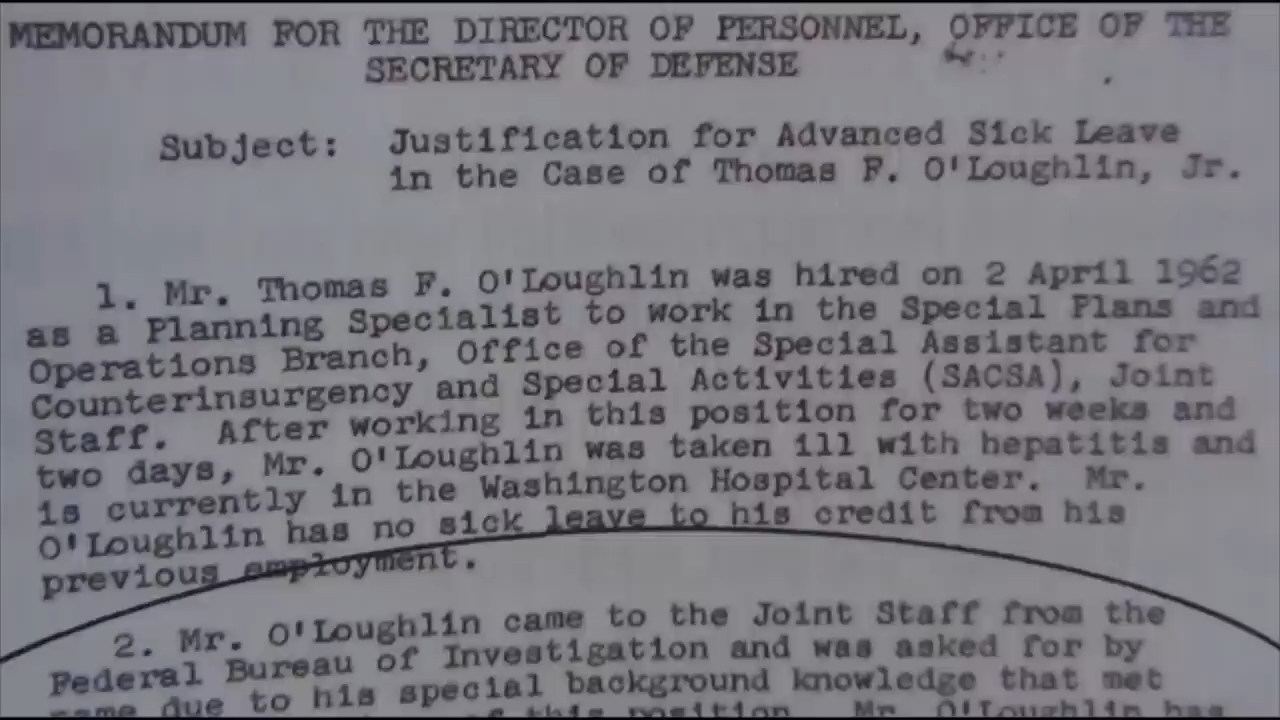 MEMORANDUM FOR THE DIRECTOR OF PERSONNEL, OFFICE OF THE
SECRETARY OF DEFENSE
Subject: Justification for Advanced Sick Leave
in the Case of Thomas F. O'Loughlin, Jr.
1. Mr. Thomas F. O'Loughlin was hired on 2 April 1962
as a Planning Specialist to work in the Special Plans and
Operations Branch, Office of the Special Assistant for
Counterinsurgency and Special Activities (SACSA), Joint
Staff. After working in this position for two weeks and
two days, Mr. O'Loughlin was taken ill with hepatitis and
is currently in the Washington Hospital Center. Mr.
O'Loughlin has no sick leave to his credit from his
previous employment.
2. Mr. O'Loughlin came to the Joint Staff from the
Federal Bureau of Investigation and was asked for by
name due to his special background knowledge that met
of this position. Mr. O'Loughlin has